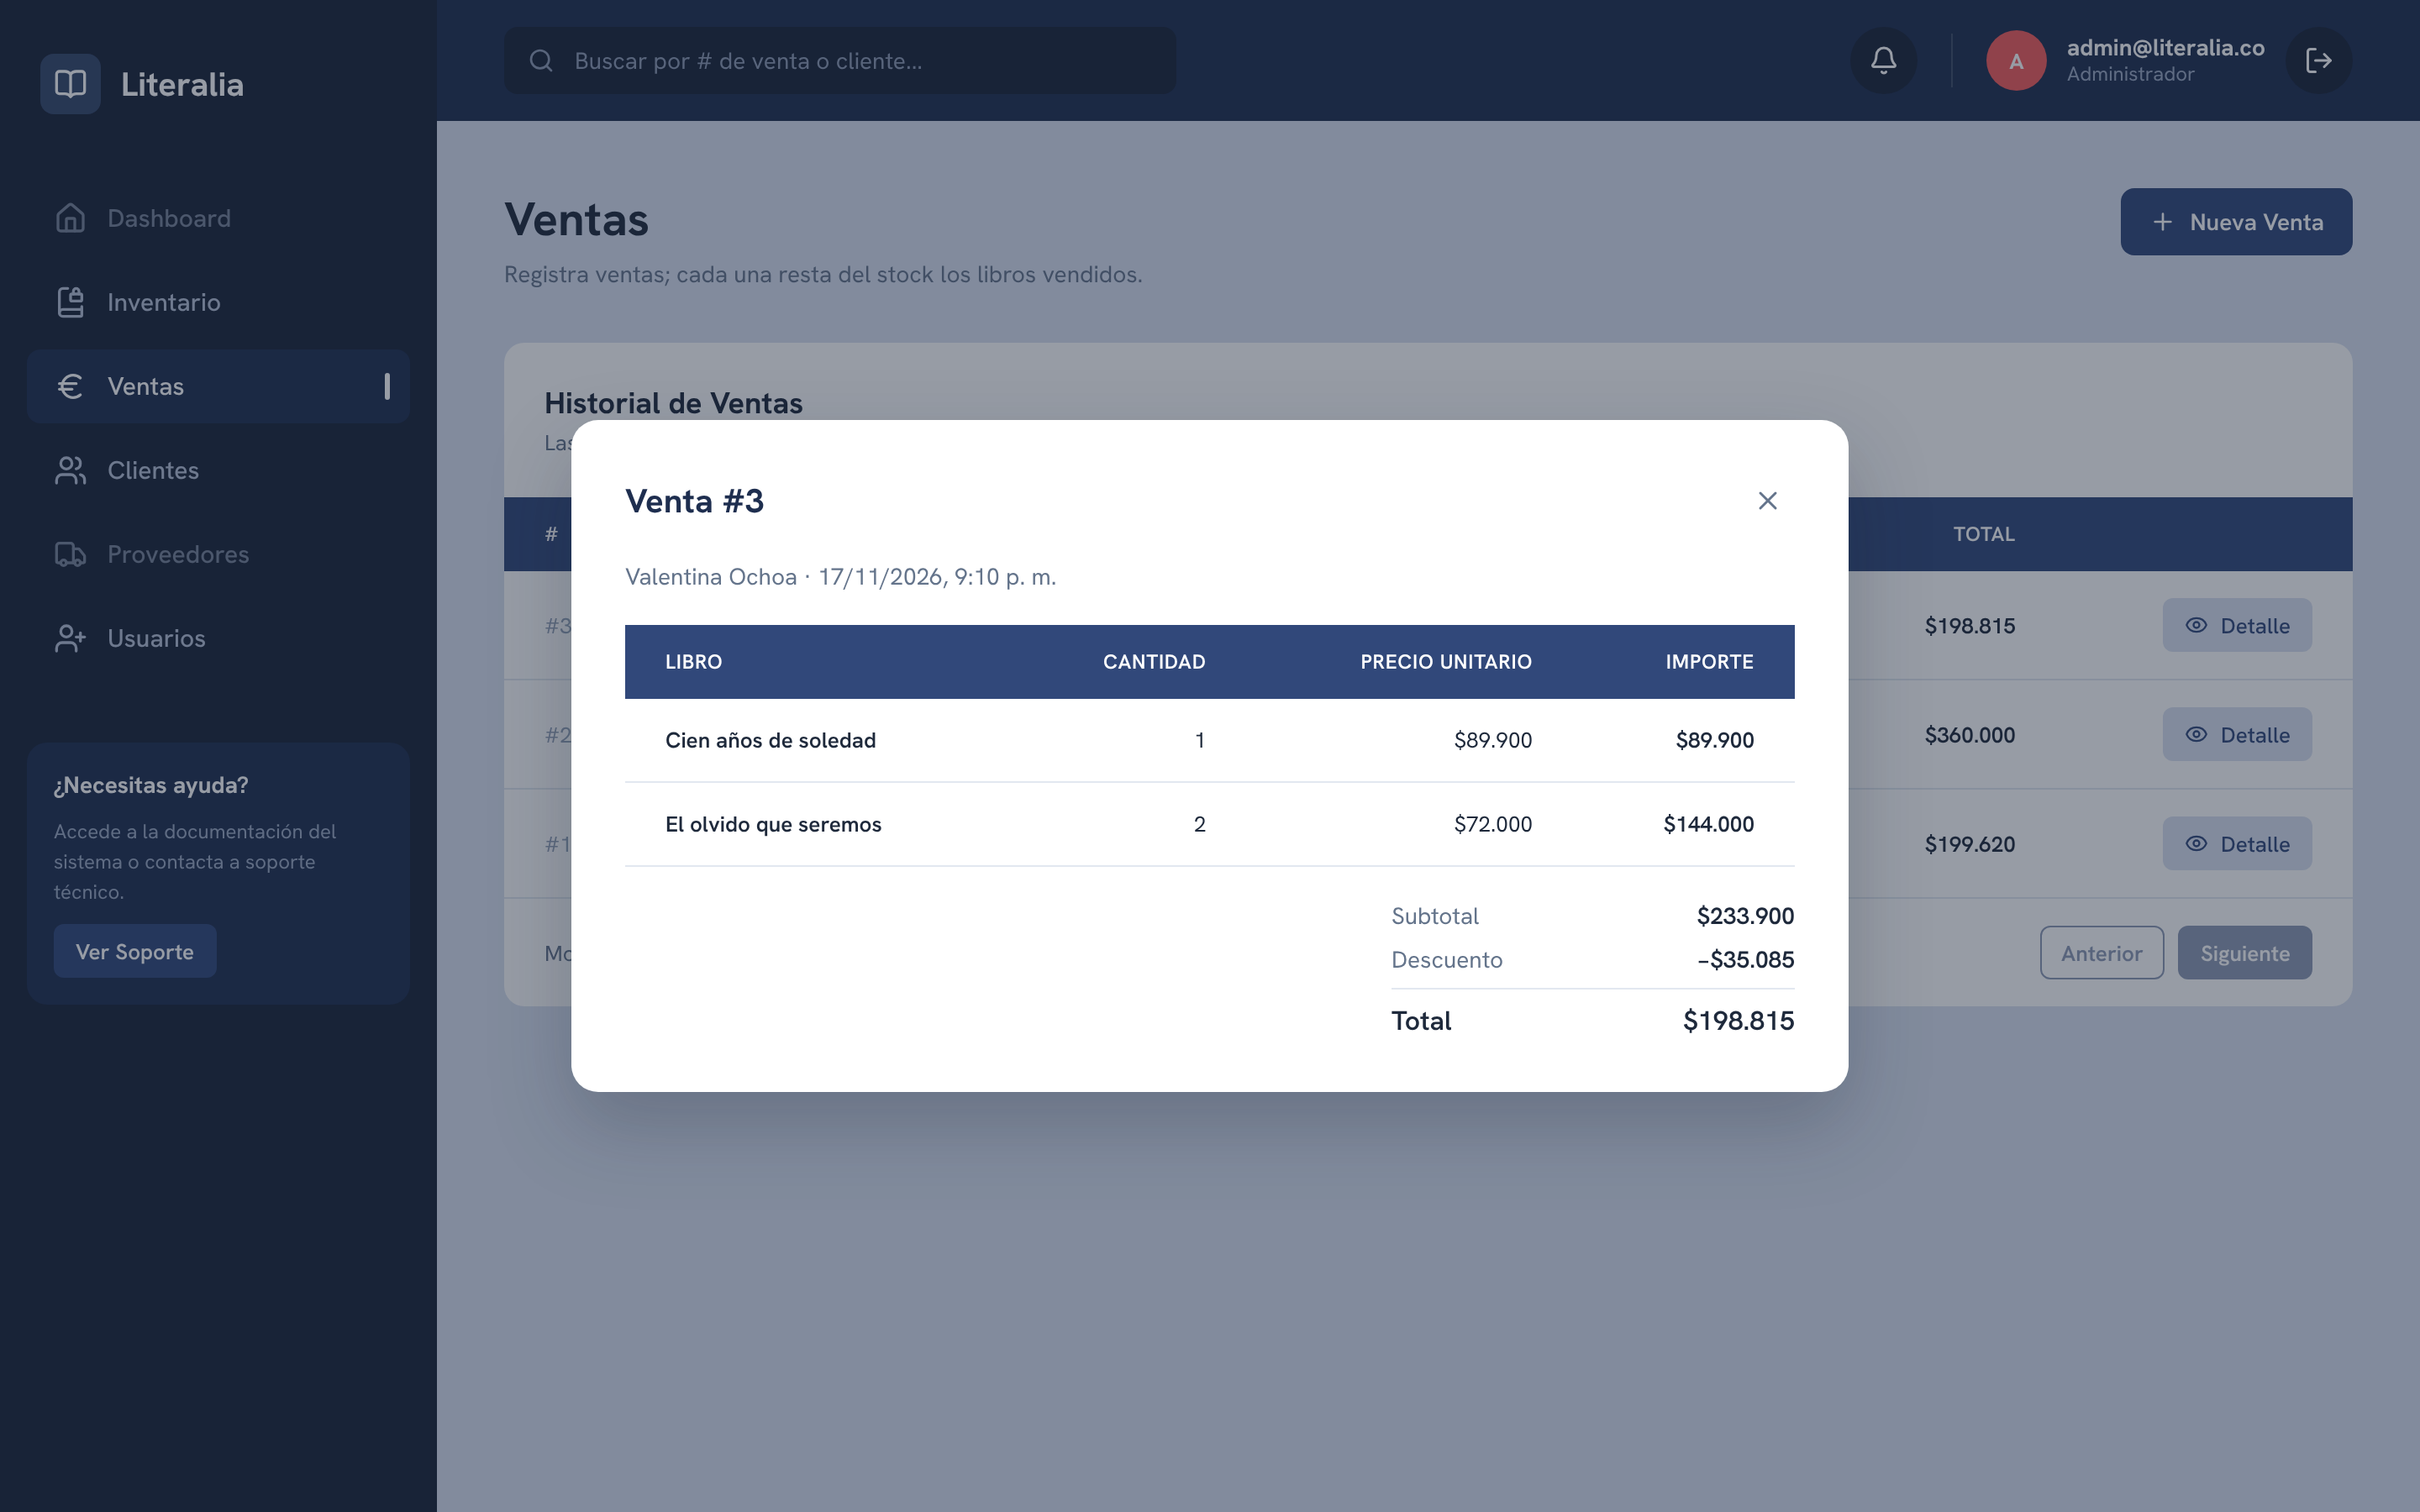 Literalia
Buscar por # de venta o cliente...
A
admin@literalia.co
Administrador
Dashboard
Inventario
Ventas
Clientes
Proveedores
Usuarios
¿Necesitas ayuda?
Accede a la documentación del
sistema o contacta a soporte
técnico.
Ver Soporte
Ventas
Nueva Venta
Registra ventas; cada una resta del stock los libros vendidos.
Historial de Ventas
# TOTAL
#3 $198.815 Detalle
#2 $360.000 Detalle
#1 $199.620 Detalle
Anterior Siguiente
Venta #3
Valentina Ochoa · 17/11/2026, 9:10 p. m.
LIBRO CANTIDAD PRECIO UNITARIO IMPORTE
Cien años de soledad 1 $89.900 $89.900
El olvido que seremos 2 $72.000 $144.000
Subtotal $233.900
Descuento −$35.085
Total $198.815